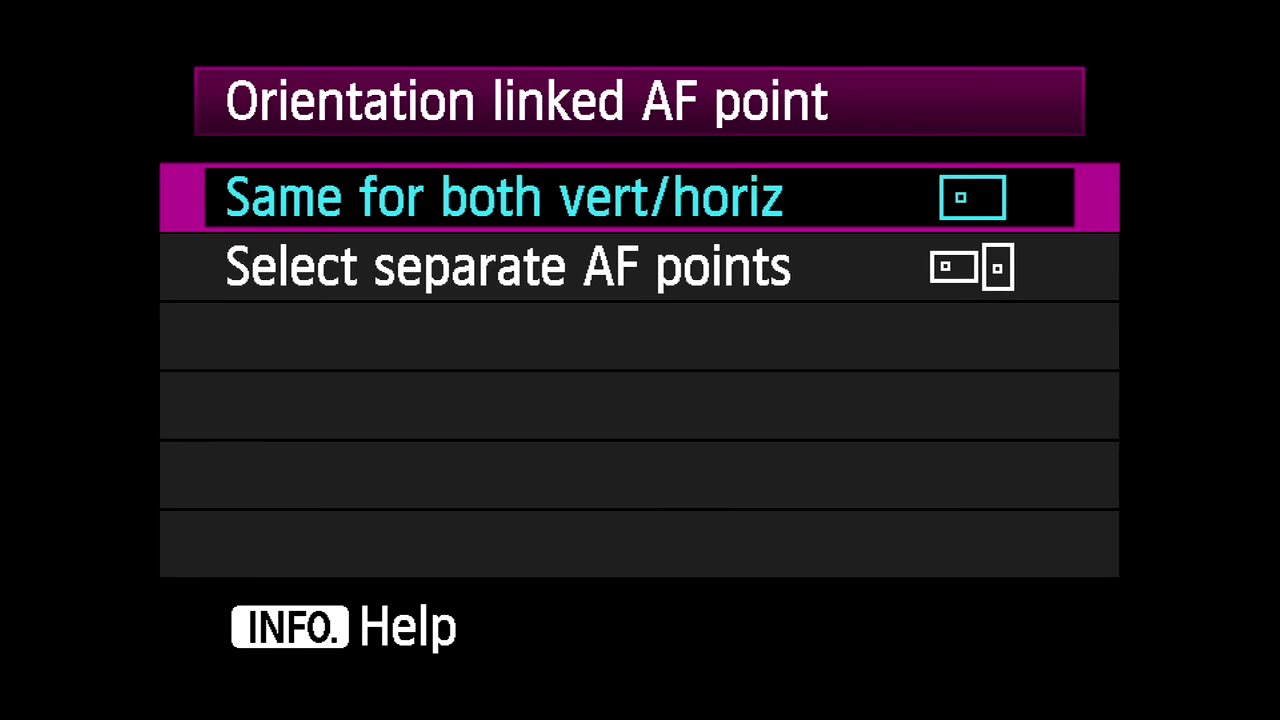 Orientation linked AF point
Same for both vert/horiz
Select separate AF points
INFO. Help